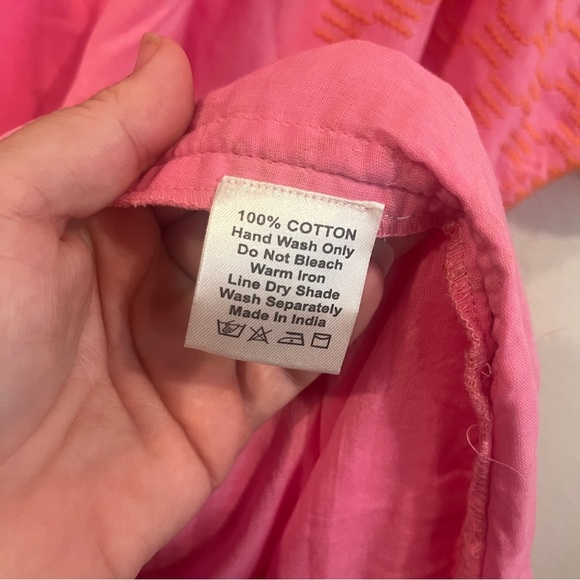 100% COTTON
Hand Wash Only
Do Not Bleach
Warm Iron
Line Dry Shade
Wash Separately
Made In India